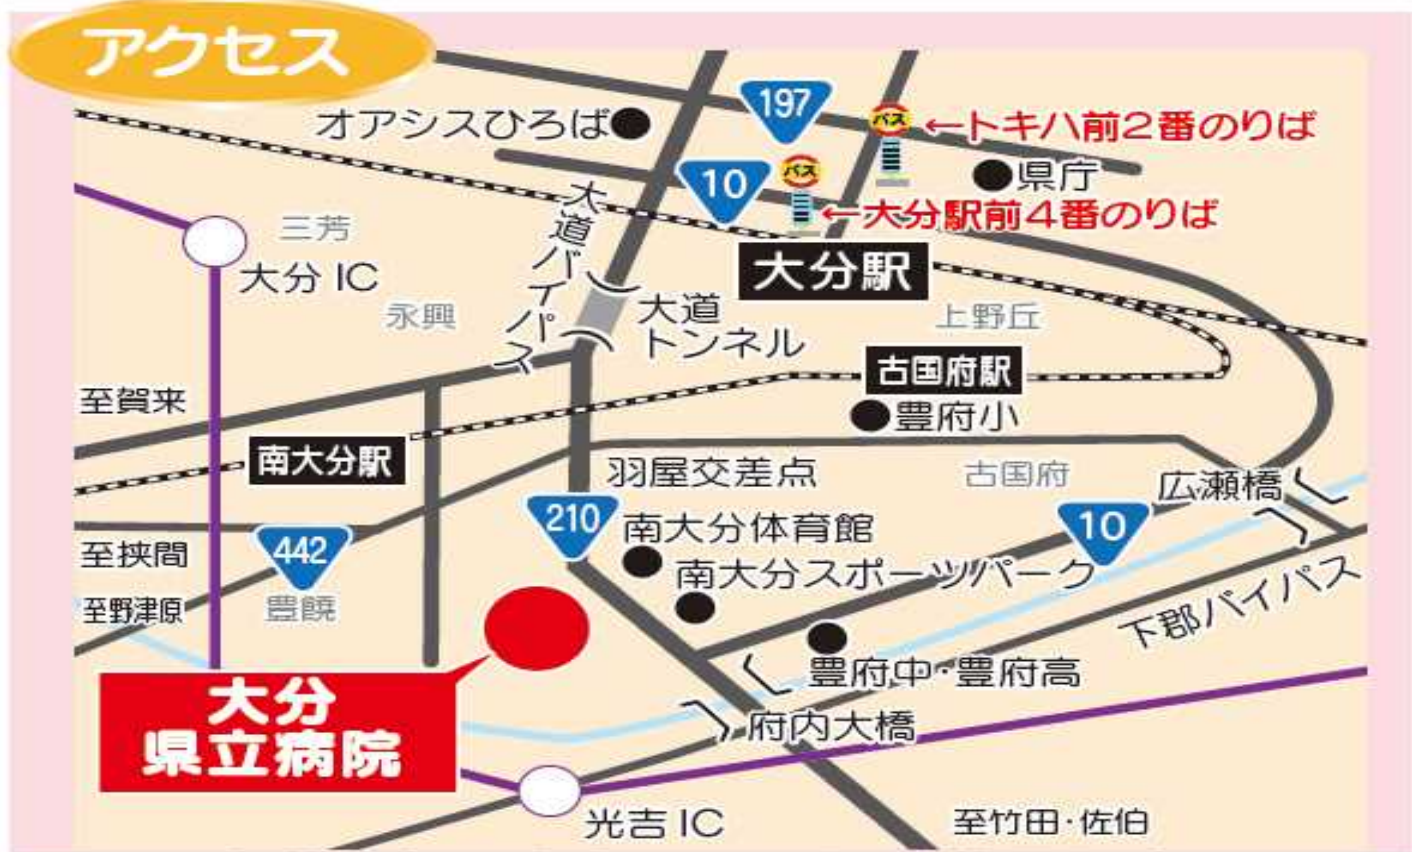 アクセス
197
オアシスひろば
←トキハ前2番のりば
10
県庁
←大分駅前4番のりば
大道バイパス
三芳
大分IC
大分駅
永興
大道
トンネル
上野丘
古国府駅
至賀来
豊府小
南大分駅
羽屋交差点
古国府
広瀬橋
210
南大分体育館
10
442
至挾間
南大分スポーツパーク
至野津原
豊饒
下郡バイパス
豊府中・豊府高
大分
県立病院
府内大橋
光吉IC
至竹田・佐伯
バス
バス